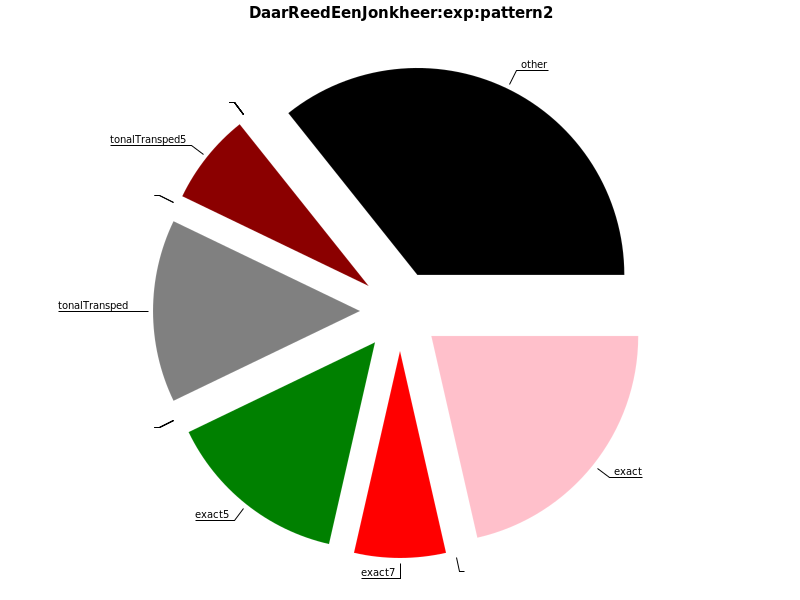 DaarReedEenJonkheer:exp:pattern2
other
tonalTransped5
tonalTransped
exact
exact5
exact7